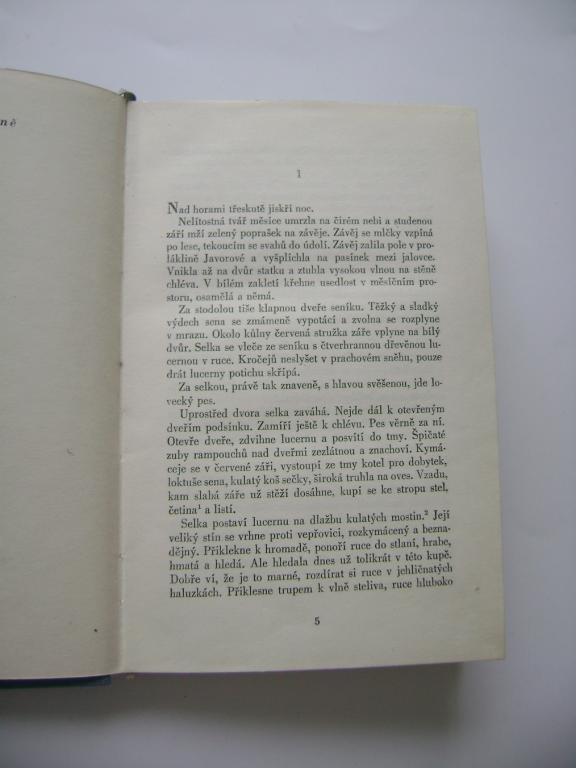 ně
1
Nad horami třeskutě jiskří noc.
Nelítostná tvář měsíce umrzla na čirém nebi a studenou
září mží zelený poprašek na závěje. Závěj se mlčky vzpíná
po lese, tekoucím se svahů do údolí. Závěj zalila pole v pro-
láklině Javorové a vyšplíchla na pasínek mezi jalovce.
Vnikla až na dvůr statku a ztuhla vysokou vlnou na stěně
chléva. V bílém zakletí křehne usedlost v měsíčním pro-
storu, osamělá a němá.
Za stodolou tiše klapnou dveře seníku. Těžký a sladký
výdech sena se zmámeně vypotácí a zvolna se rozplyne
v mrazu. Okolo kůlny červená stružka záře vplyne na bílý
dvůr. Selka se vleče ze seníku s čtverhrannou dřevěnou lu-
cernou v ruce. Kročejů neslyšet v prachovém sněhu, pouze
drát lucerny potichu skřípá.
Za selkou, právě tak znaveně, s hlavou svěšenou, jde lo-
vecký pes.
Uprostřed dvora selka zaváhá. Nejde dál k otevřeným
dveřím podsínku. Zamíří ještě k chlévu. Pes věrně za ní.
Otevře dveře, zdvihne lucernu a posvítí do tmy. Špičaté
zuby rampouchů nad dveřmi zezlátnou a znachoví. Kymá-
ceje se v červené záři, vystoupí ze tmy kotel pro dobytek,
loktuše sena, kulatý koš sečky, široká truhla na oves. Vzadu,
kam slabá záře už stěží dosáhne, kupí se ke stropu stel,
četina¹ a listí.
Selka postaví lucernu na dlažbu kulatých mostin.² Její
veliký stín se vrhne proti vepřovici, rozkymácený a bezna-
dějný. Přiklekne k hromadě, ponoří ruce do stlaní, hrabe,
hmatá a hledá. Ale hledala dnes už tolikrát v této kupě.
Dobře ví, že je to marné, rozdírat si ruce v jehličnatých
haluzkách. Přiklesne trupem k vlně steliva, ruce hluboko
5